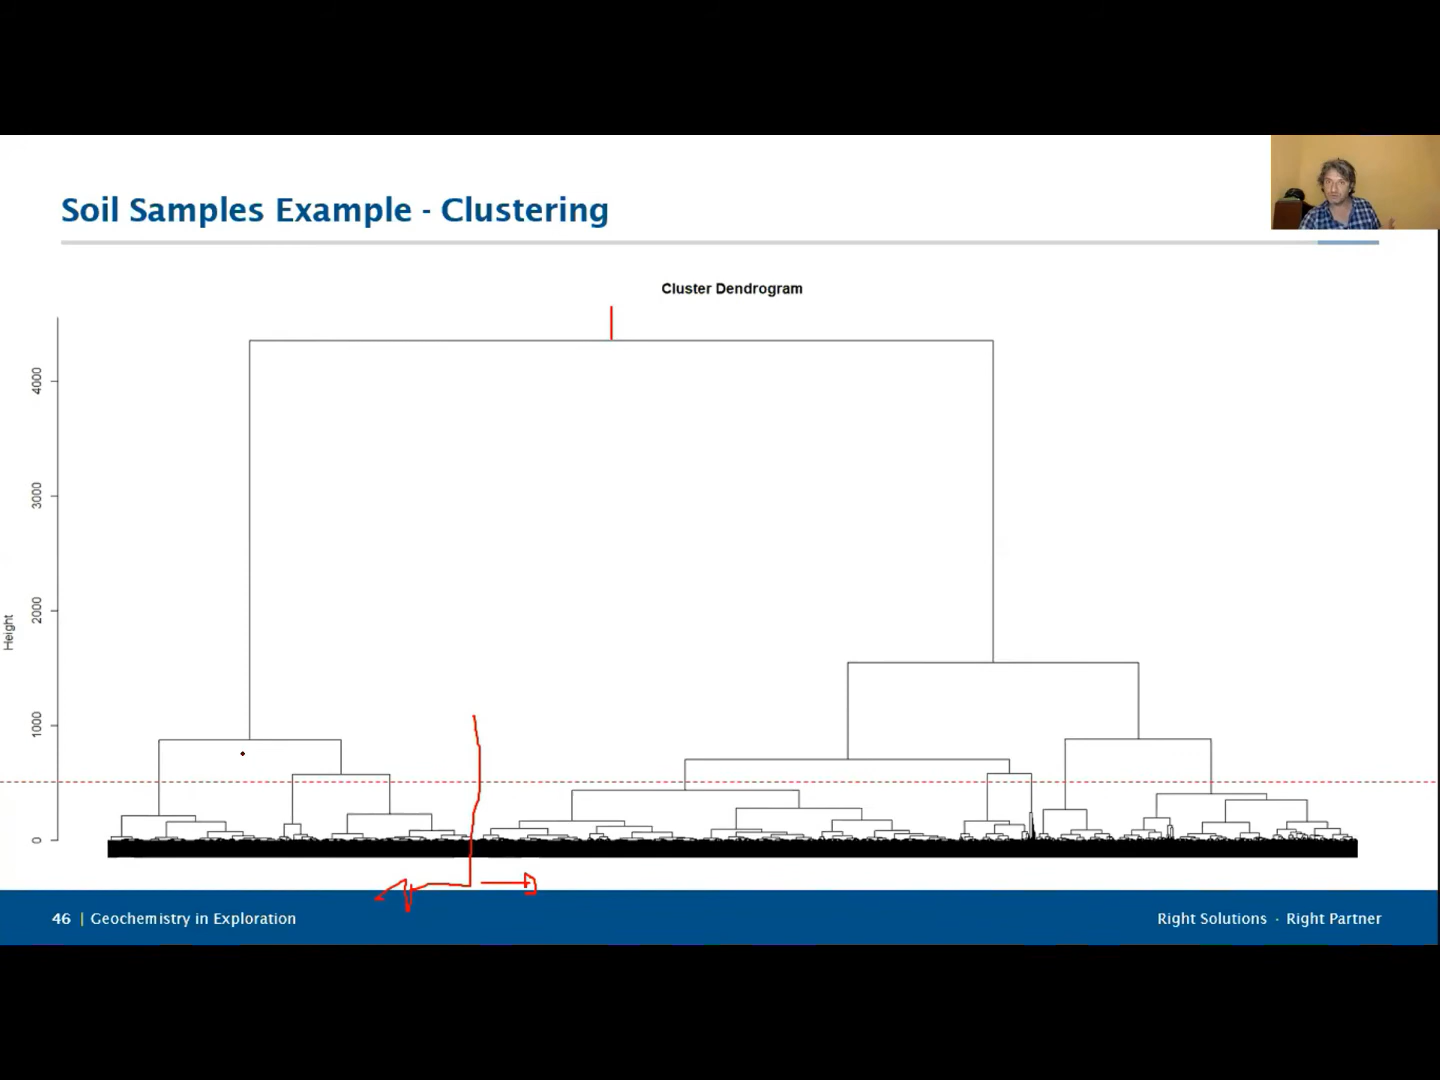 Soil Samples Example - Clustering
Cluster Dendrogram
4000
3000
2000
1000
0
Height
46 | Geochemistry in Exploration
Right Solutions · Right Partner